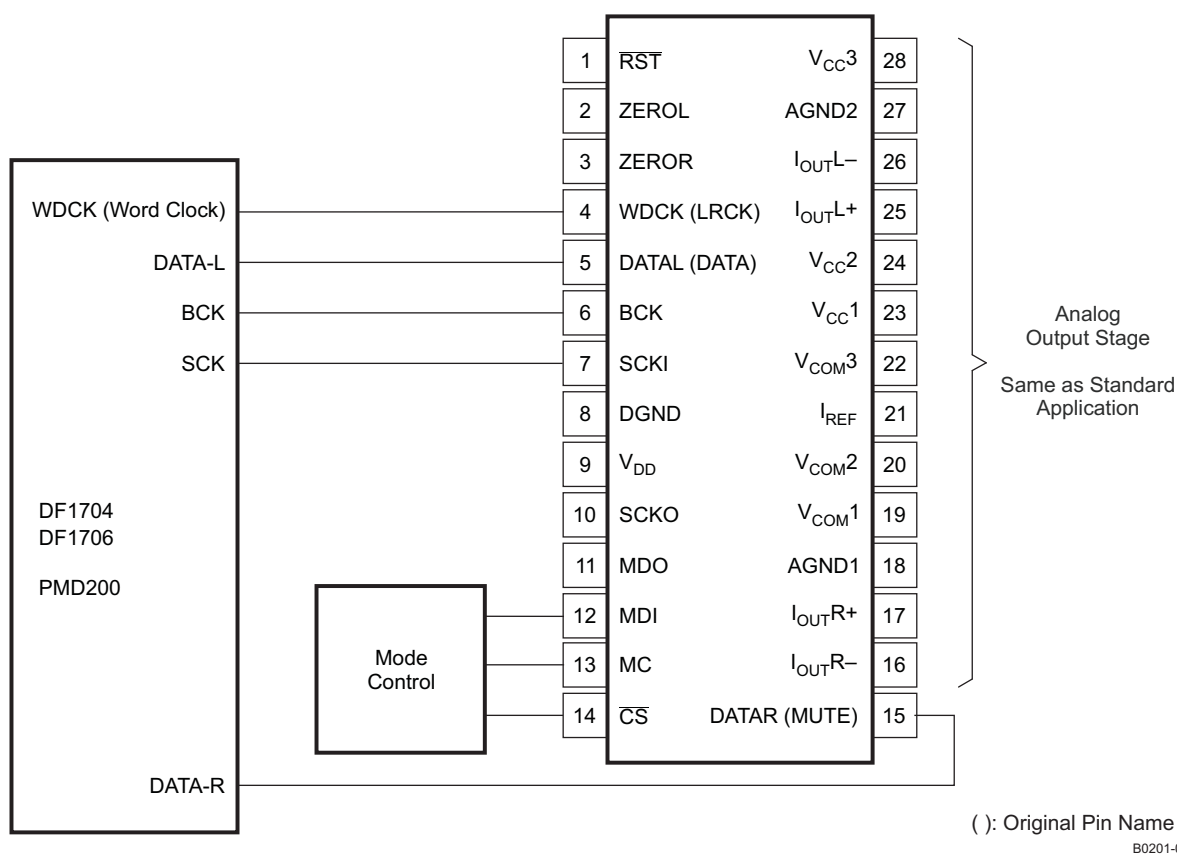 1 RST VCC3 28
2 ZEROL AGND2 27
3 ZEROR IOUTL– 26
WDCK (Word Clock) 4 WDCK (LRCK) IOUTL+ 25
DATA-L 5 DATAL (DATA) VCC2 24
BCK 6 BCK VCC1 23
SCK 7 SCKI VCOM3 22
8 DGND IREF 21
9 VDD VCOM2 20
10 SCKO VCOM1 19
11 MDO AGND1 18
12 MDI IOUTR+ 17
13 MC IOUTR– 16
14 CS DATAR (MUTE) 15
Analog
Output Stage
Same as Standard
Application
DF1704
DF1706
PMD200
Mode
Control
DATA-R
( ): Original Pin Name